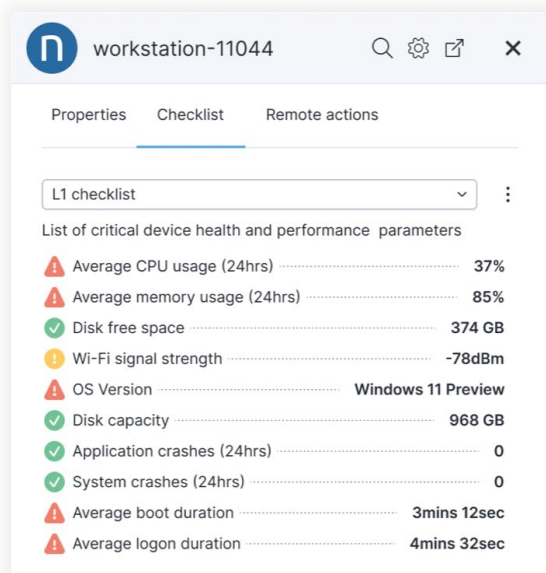 n workstation-11044
Properties Checklist Remote actions
L1 checklist
List of critical device health and performance parameters
Average CPU usage (24hrs) 37%
Average memory usage (24hrs) 85%
Disk free space 374 GB
Wi-Fi signal strength -78dBm
OS Version Windows 11 Preview
Disk capacity 968 GB
Application crashes (24hrs) 0
System crashes (24hrs) 0
Average boot duration 3mins 12sec
Average logon duration 4mins 32sec